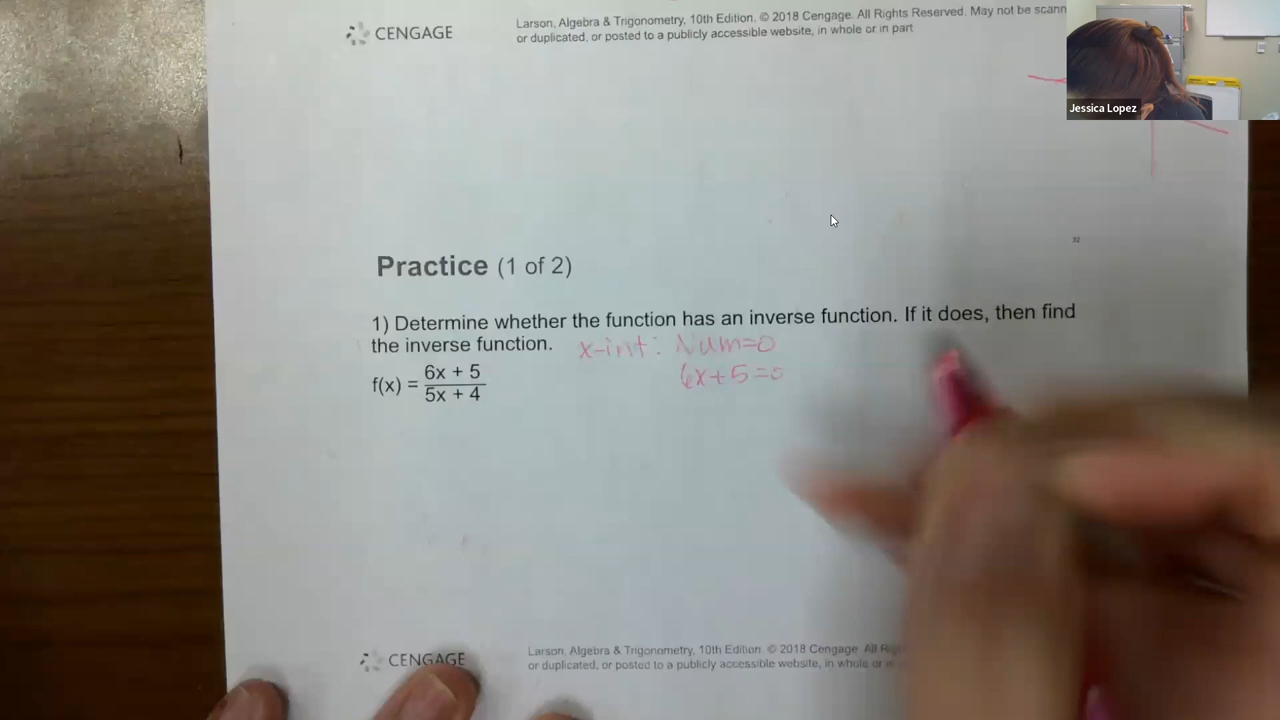 CENGAGE
Larson, Algebra & Trigonometry, 10th Edition. © 2018 Cengage. All Rights Reserved. May not be scann
or duplicated, or posted to a publicly accessible website, in whole or in part
Jessica Lopez
32
Practice (1 of 2)
1) Determine whether the function has an inverse function. If it does, then find
the inverse function.
x-int: Num=0
f(x) = 6x + 5
5x + 4
6x+5=0
CENGAGE
Larson, Algebra & Trigonometry, 10th Edition. © 2018 Cengage. All
or duplicated, or posted to a publicly accessible website, in whole or